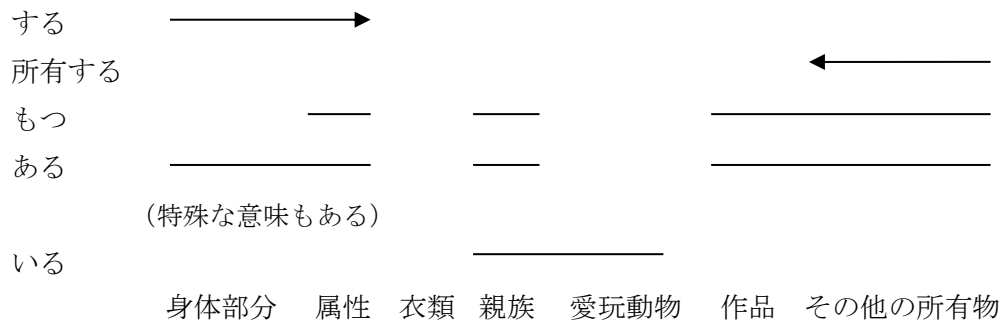 する
所有する
もつ
ある
（特殊な意味もある）
いる
身体部分 属性 衣類 親族 愛玩動物 作品 その他の所有物